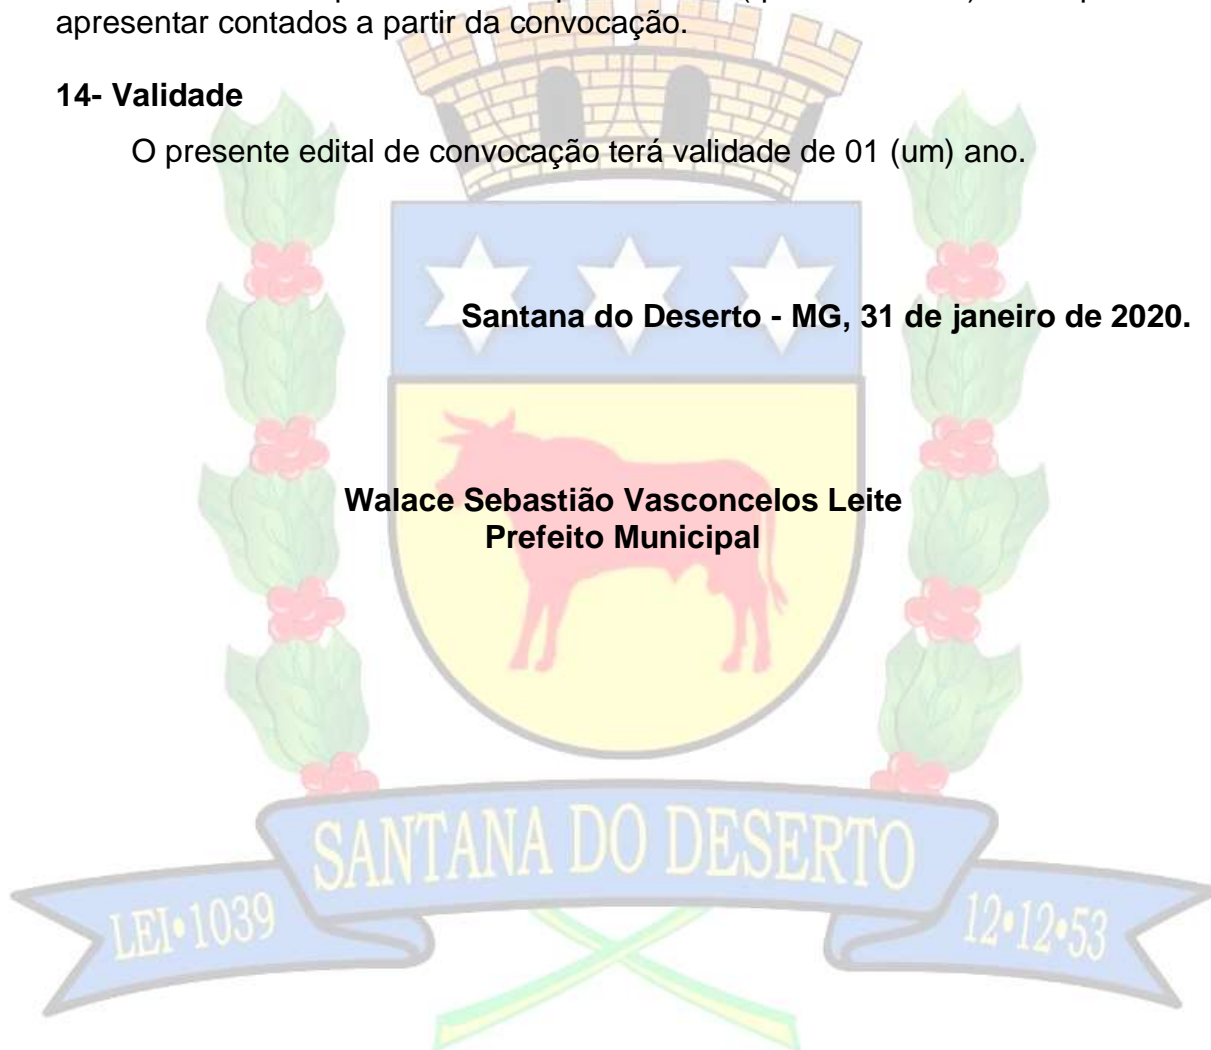 apresentar contados a partir da convocação.
14- Validade
O presente edital de convocação terá validade de 01 (um) ano.
Santana do Deserto - MG, 31 de janeiro de 2020.
Walace Sebastião Vasconcelos Leite
Prefeito Municipal
SANTANA DO DESERTO
LEI•1039
12•12•53